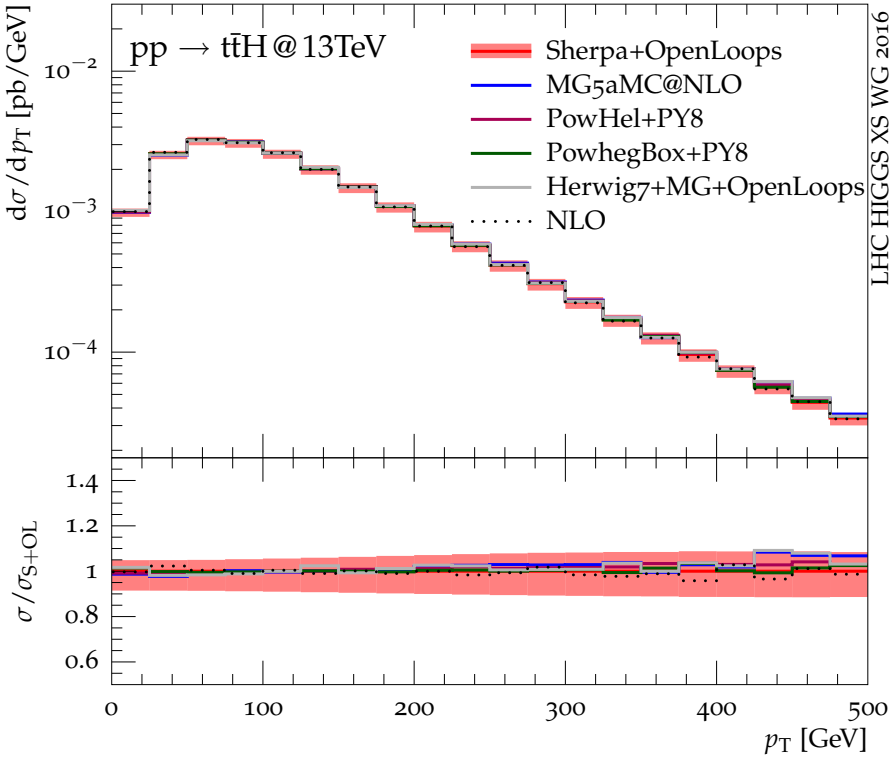 pp → tt̄H @ 13TeV
Sherpa+OpenLoops
MG5aMC@NLO
PowHel+PY8
PowhegBox+PY8
Herwig7+MG+OpenLoops
NLO
LHC HIGGS XS WG 2016
dσ/dp_T [pb/GeV]
10⁻²
10⁻³
10⁻⁴
σ/σ_S+OL
1.4
1.2
1
0.8
0.6
0 100 200 300 400 500
p_T [GeV]